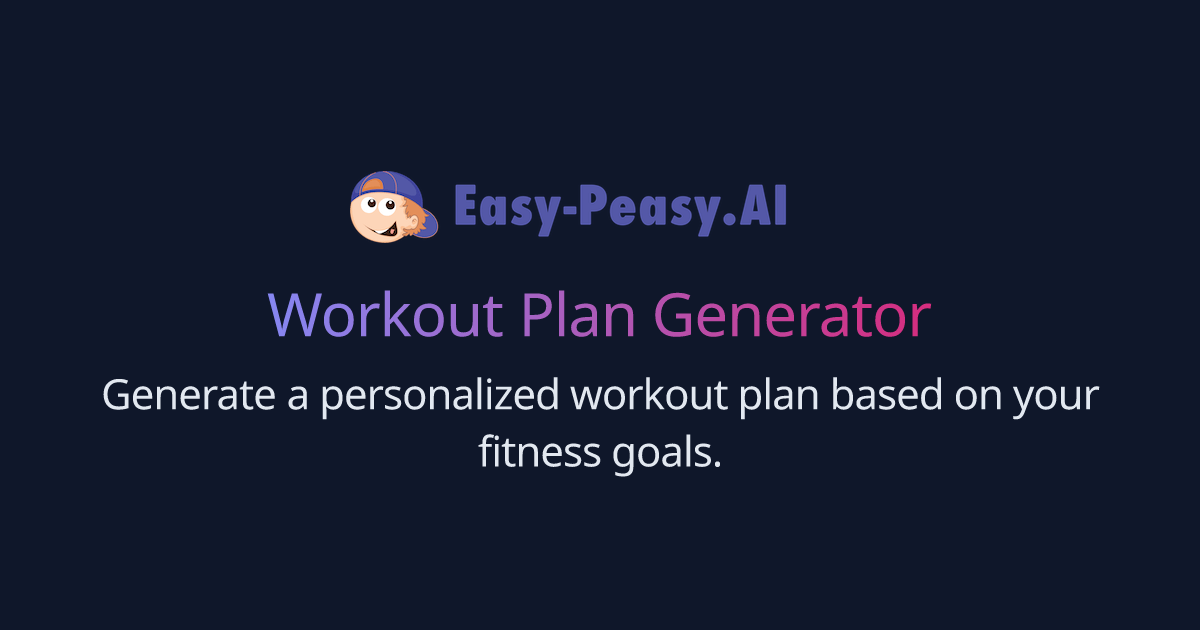 Easy-Peasy.AI
Workout Plan Generator
Generate a personalized workout plan based on your
fitness goals.